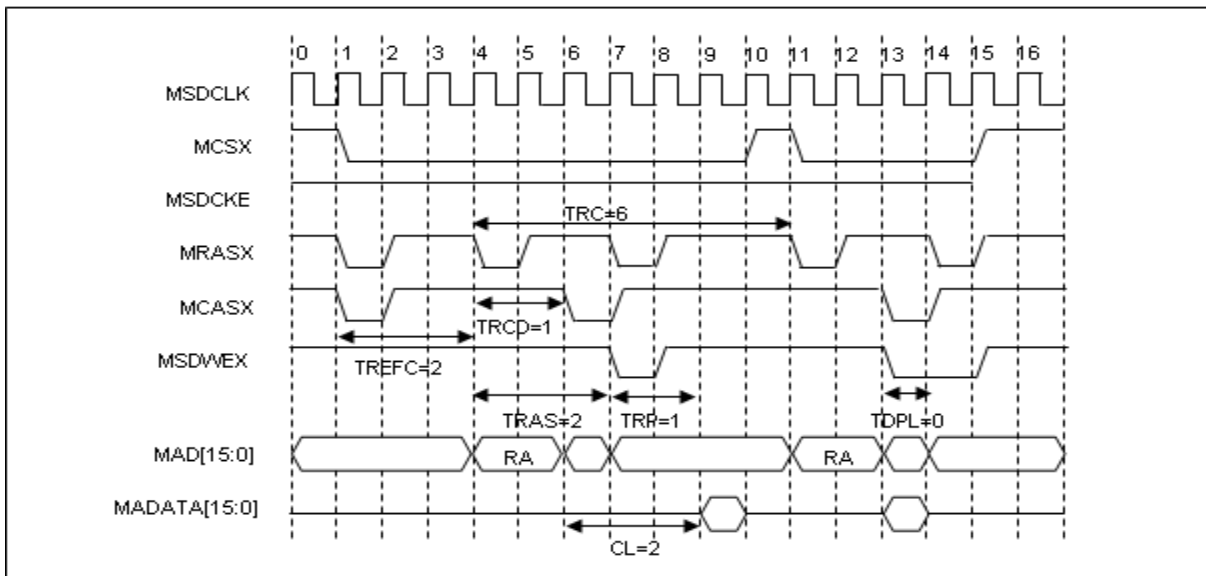 0 1 2 3 4 5 6 7 8 9 10 11 12 13 14 15 16
MSDCLK
MCSX
MSDCKE
TRC=6
MRASX
MCASX
TRCD=1
MSDWEX
TREFC=2
TRAS=2 TRP=1 TDPL=0
MAD[15:0] RA RA
MADATA[15:0]
CL=2